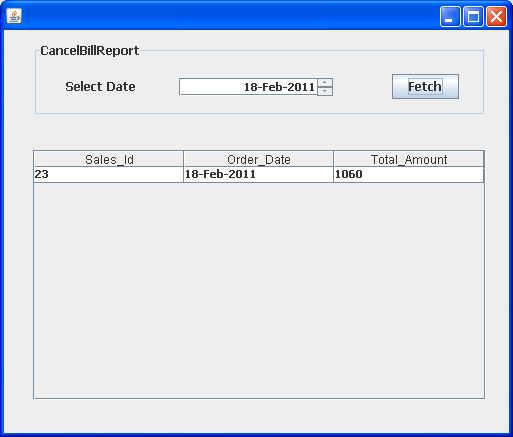 CancelBillReport
Select Date 18-Feb-2011 Fetch
Sales_Id Order_Date Total_Amount
23 18-Feb-2011 1060